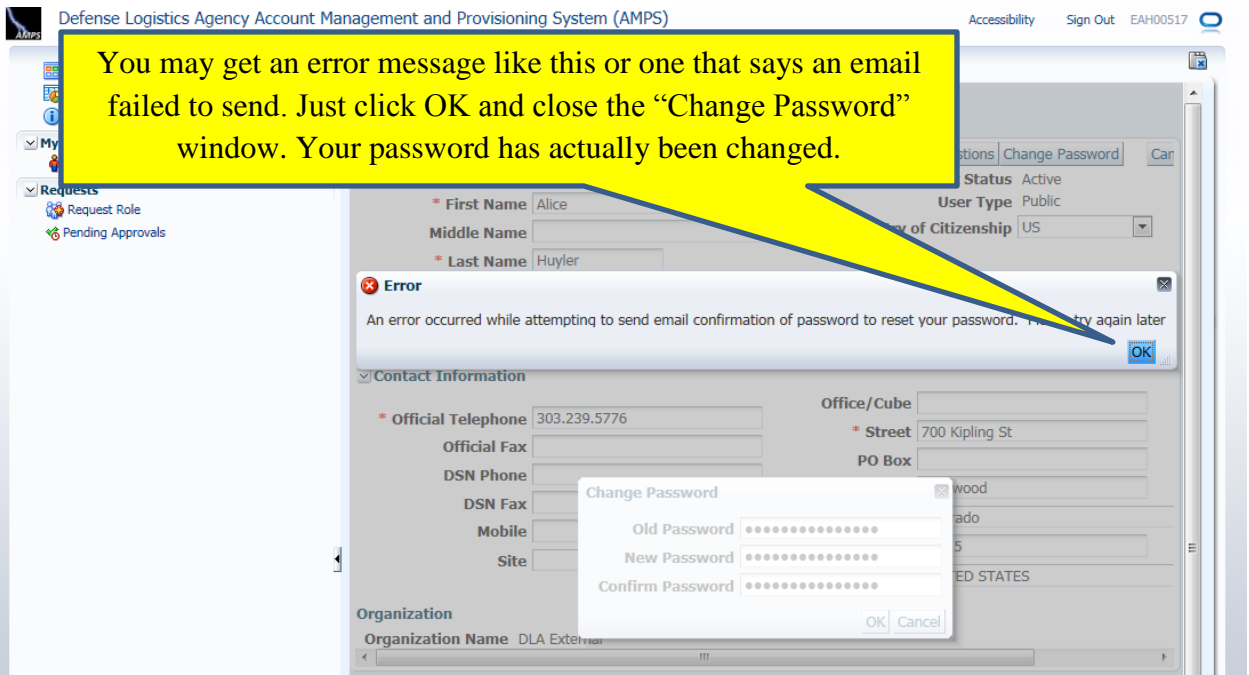 AMPS
Defense Logistics Agency Account Management and Provisioning System (AMPS)
Accessibility Sign Out EAH00517
You may get an error message like this or one that says an email
failed to send. Just click OK and close the “Change Password”
window. Your password has actually been changed.
My
Requests
Request Role
Pending Approvals
Change Password
Status Active
* First Name Alice
User Type Public
Middle Name
of Citizenship US
* Last Name Huyler
Error
An error occurred while attempting to send email confirmation of password to reset your password. try again later
OK
Contact Information
Office/Cube
* Official Telephone 303.239.5776
* Street 700 Kipling St
Official Fax
PO Box
DSN Phone
DSN Fax
Mobile
Site
STATES
Change Password
Old Password
New Password
Confirm Password
OK Cancel
Organization
Organization Name DLA External